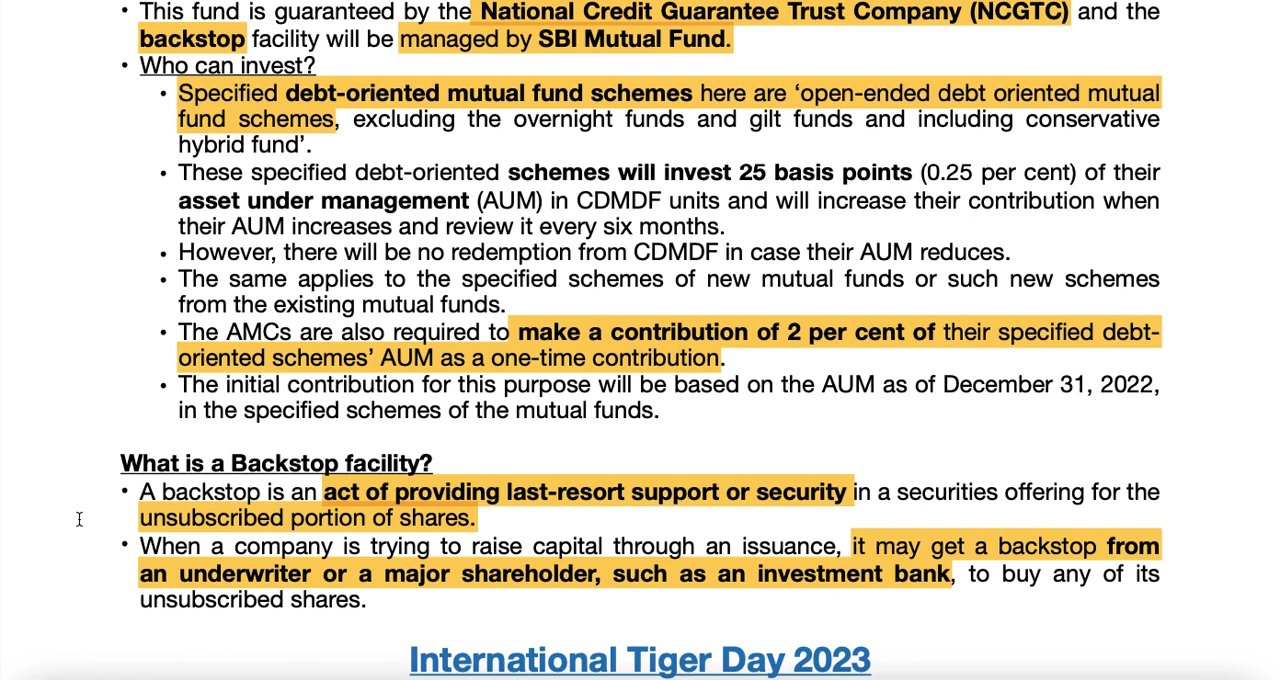 • This fund is guaranteed by the National Credit Guarantee Trust Company (NCGTC) and the
backstop facility will be managed by SBI Mutual Fund.
• Who can invest?
• Specified debt-oriented mutual fund schemes here are ‘open-ended debt oriented mutual
fund schemes, excluding the overnight funds and gilt funds and including conservative
hybrid fund’.
• These specified debt-oriented schemes will invest 25 basis points (0.25 per cent) of their
asset under management (AUM) in CDMDF units and will increase their contribution when
their AUM increases and review it every six months.
• However, there will be no redemption from CDMDF in case their AUM reduces.
• The same applies to the specified schemes of new mutual funds or such new schemes
from the existing mutual funds.
• The AMCs are also required to make a contribution of 2 per cent of their specified debt-
oriented schemes’ AUM as a one-time contribution.
• The initial contribution for this purpose will be based on the AUM as of December 31, 2022,
in the specified schemes of the mutual funds.
What is a Backstop facility?
• A backstop is an act of providing last-resort support or security in a securities offering for the
unsubscribed portion of shares.
• When a company is trying to raise capital through an issuance, it may get a backstop from
an underwriter or a major shareholder, such as an investment bank, to buy any of its
unsubscribed shares.
International Tiger Day 2023